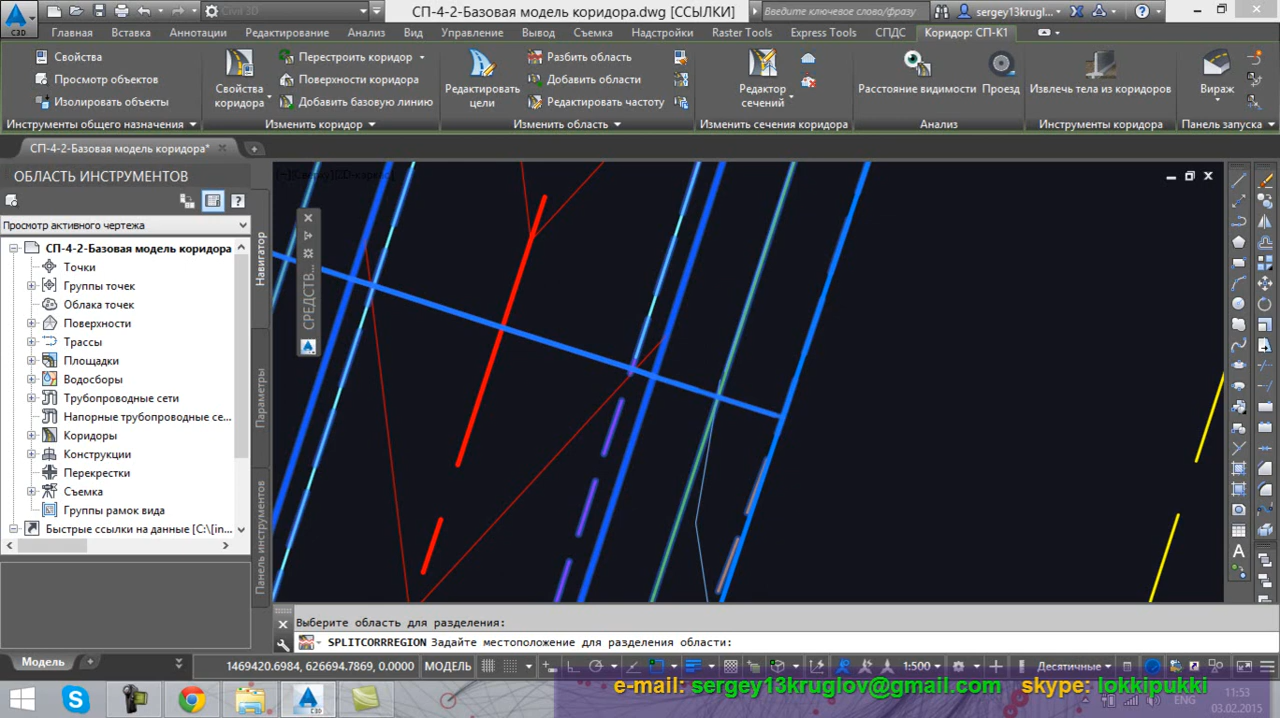 Civil 3D
СП-4-2-Базовая модель коридора.dwg [ССЫЛКИ]
Введите ключевое слово/фразу
sergey13krugl...
C3D
Главная Вставка Аннотации Редактирование Анализ Вид Управление Вывод Съемка Надстройки Raster Tools Express Tools СПДС Коридор: СП-К1
Свойства
Просмотр объектов
Изолировать объекты
Инструменты общего назначения
Свойства коридора
Перестроить коридор
Поверхности коридора
Добавить базовую линию
Изменить коридор
Редактировать цели
Разбить область
Добавить области
Редактировать частоту
Изменить область
Редактор сечений
Изменить сечения коридора
Расстояние видимости
Проезд
Анализ
Извлечь тела из коридоров
Инструменты коридора
Вираж
Панель запуска
СП-4-2-Базовая модель коридора*
ОБЛАСТЬ ИНСТРУМЕНТОВ
Просмотр активного чертежа
СП-4-2-Базовая модель коридора
Точки
Группы точек
Облака точек
Поверхности
Трассы
Площадки
Водосборы
Трубопроводные сети
Напорные трубопроводные се...
Коридоры
Конструкции
Перекрестки
Съемка
Группы рамок вида
Быстрые ссылки на данные [C:\[in...
Навигатор
Параметры
Панель инструментов
СРЕДСТВ...
Выберите область для разделения:
SPLITCORRREGION Задайте местоположение для разделения области:
Модель
1469420.6984, 626694.7869, 0.0000 МОДЕЛЬ
1:500
Десятичные
e-mail: sergey13kruglov@gmail.com skype: lokkipukki
ENG
11:53
03.02.2015